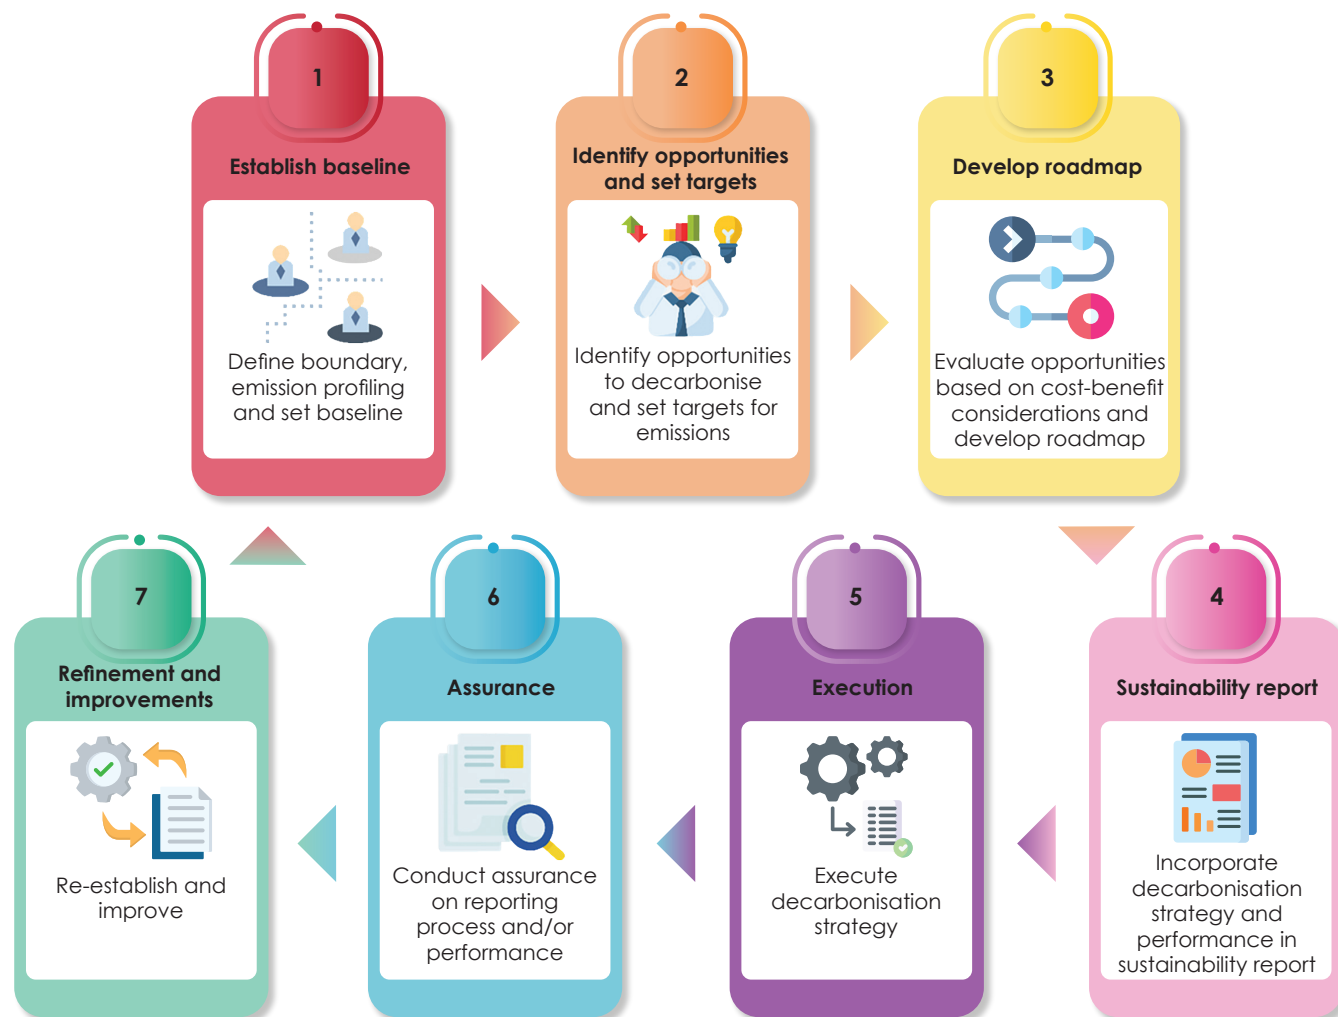 1
Establish baseline
Define boundary,
emission profiling
and set baseline
2
Identify opportunities
and set targets
Identify opportunities
to decarbonise
and set targets for
emissions
3
Develop roadmap
Evaluate opportunities
based on cost-benefit
considerations and
develop roadmap
4
Sustainability report
Incorporate
decarbonisation
strategy and
performance in
sustainability report
5
Execution
Execute
decarbonisation
strategy
6
Assurance
Conduct assurance
on reporting
process and/or
performance
7
Refinement and
improvements
Re-establish and
improve